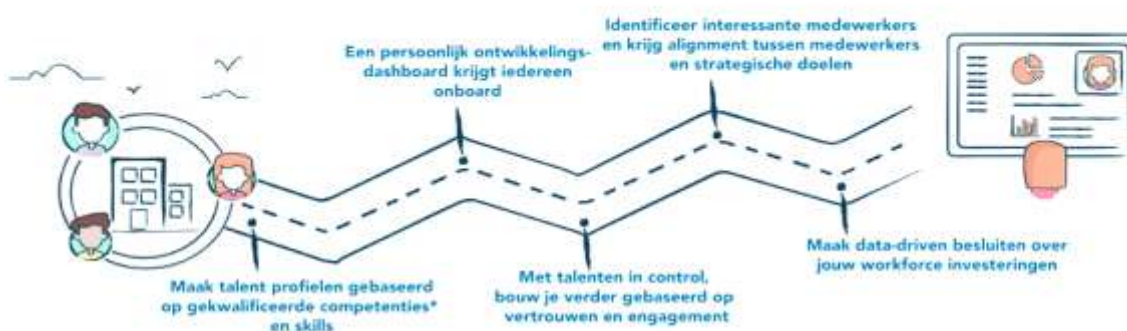 Maak talent profielen gebaseerd
op gekwalificeerde competenties*
en skills
Een persoonlijk ontwikkelings-
dashboard krijgt iedereen
onboard
Met talenten in control,
bouw je verder gebaseerd op
vertrouwen en engagement
Identificeer interessante medewerkers
en krijg alignment tussen medewerkers
en strategische doelen
Maak data-driven besluiten over
jouw workforce investeringen